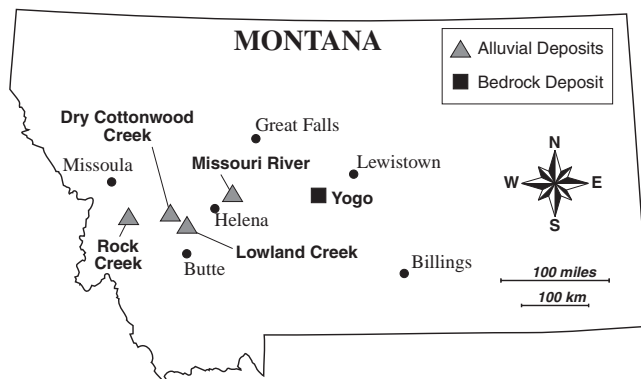 MONTANA
Alluvial Deposits
Bedrock Deposit
Dry Cottonwood
Creek
Great Falls
Missoula
Missouri River
Lewistown
N
W
E
S
Yogo
Helena
Rock
Creek
Lowland Creek
Butte
Billings
100 miles
100 km